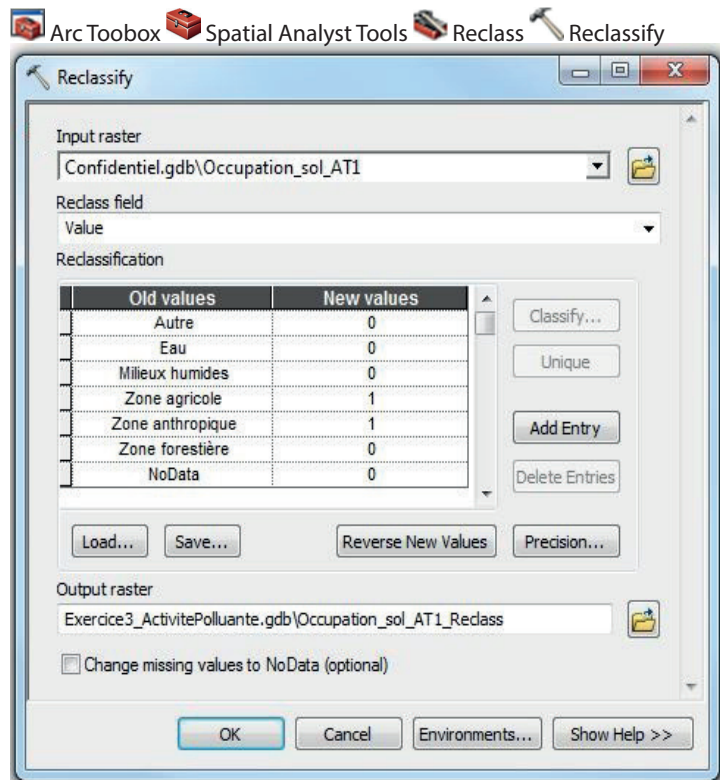 Arc Toobox Spatial Analyst Tools Reclass Reclassify
Reclassify
Input raster
Confidentiel.gdb\Occupation_sol_AT1
Reclass field
Value
Reclassification
Old values New values
Autre 0
Eau 0
Milieux humides 0
Zone agricole 1
Zone anthropique 1
Zone forestière 0
NoData 0
Classify...
Unique
Add Entry
Delete Entries
Load... Save... Reverse New Values Precision...
Output raster
Exercice3_ActivitePolluante.gdb\Occupation_sol_AT1_Reclass
Change missing values to NoData (optional)
OK Cancel Environments... Show Help >>